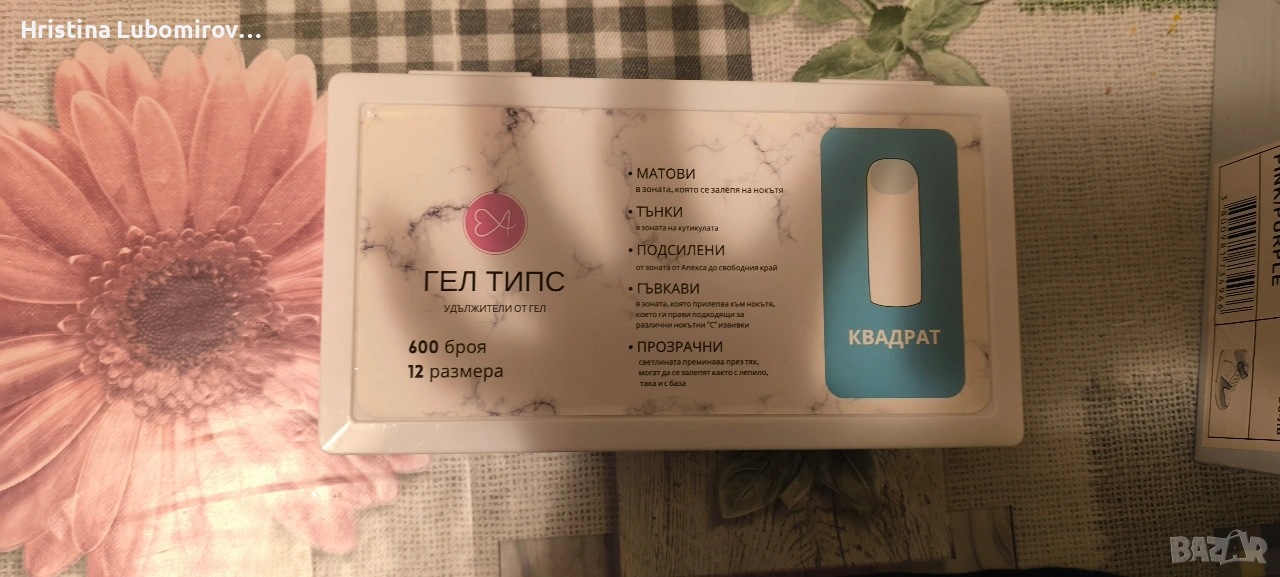 Hristina Lubomirov...
ГЕЛ ТИПС
УДЪЛЖИТЕЛИ ОТ ГЕЛ
600 броя
12 размера
• МАТОВИ
в зоната, която се залепя на нокътя
• ТЪНКИ
в зоната на кутикулата
• ПОДСИЛЕНИ
от зоната от Апекса до свободния край
• ГЪВКАВИ
в зоната, която прилепва към нокътя,
което ги прави подходящи за
различни нокътни "С" извивки
• ПРОЗРАЧНИ
светлината преминава през тях,
могат да се залепят както с лепило,
така и с база
КВАДРАТ
BAZAR